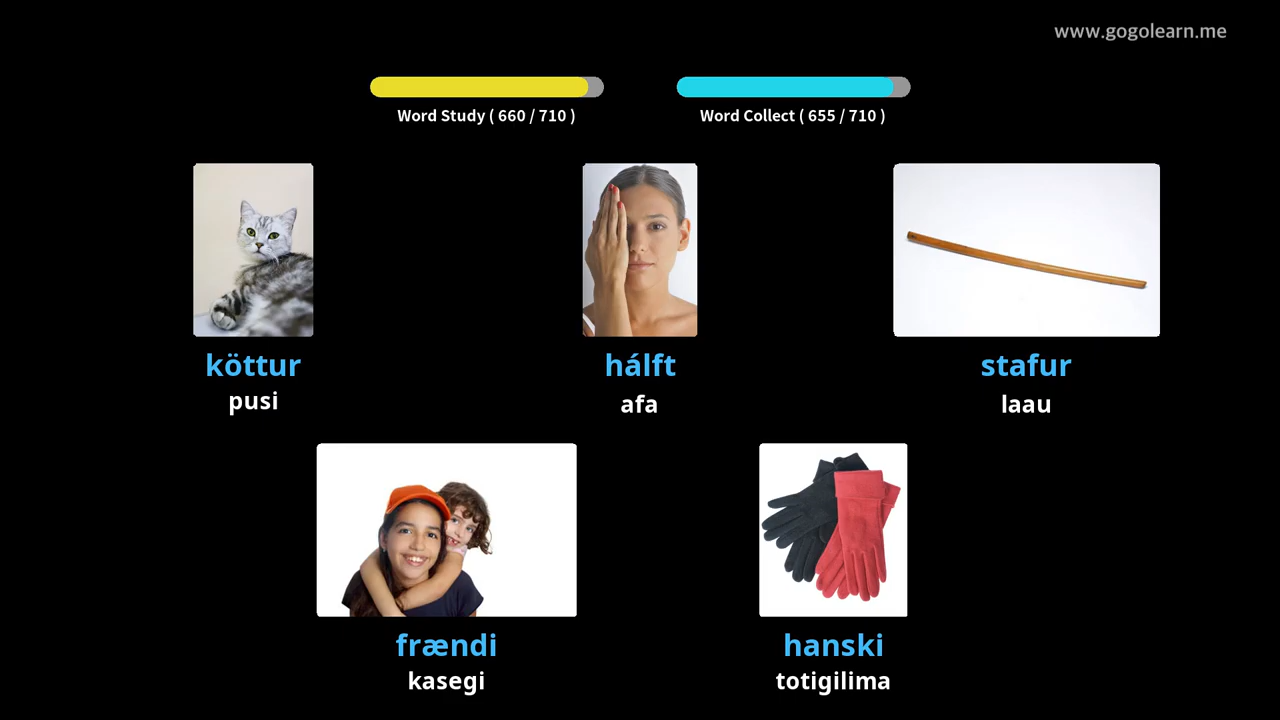 www.gogolearn.me
Word Study ( 660 / 710 )
Word Collect ( 655 / 710 )
köttur
pusi
hálft
afa
stafur
laau
frændi
kasegi
hanski
totigilima